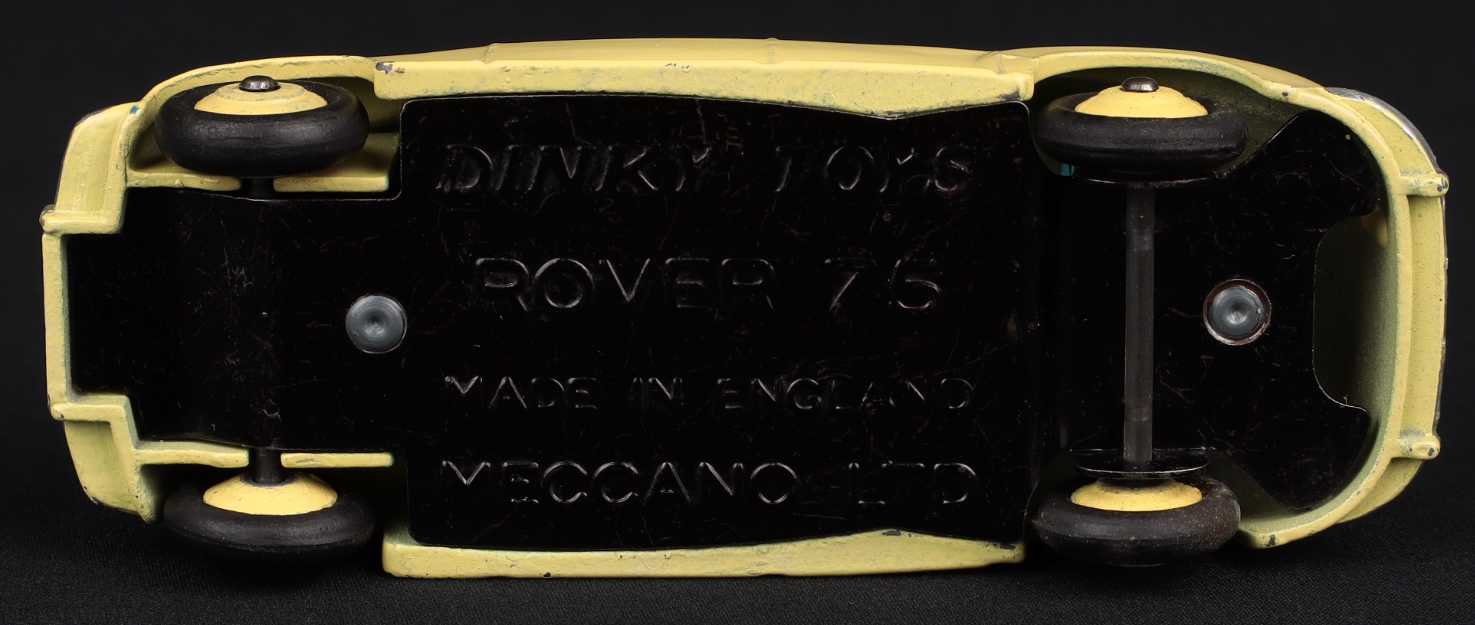 DINKY TOYS
ROVER 75
MADE IN ENGLAND
MECCANO LTD